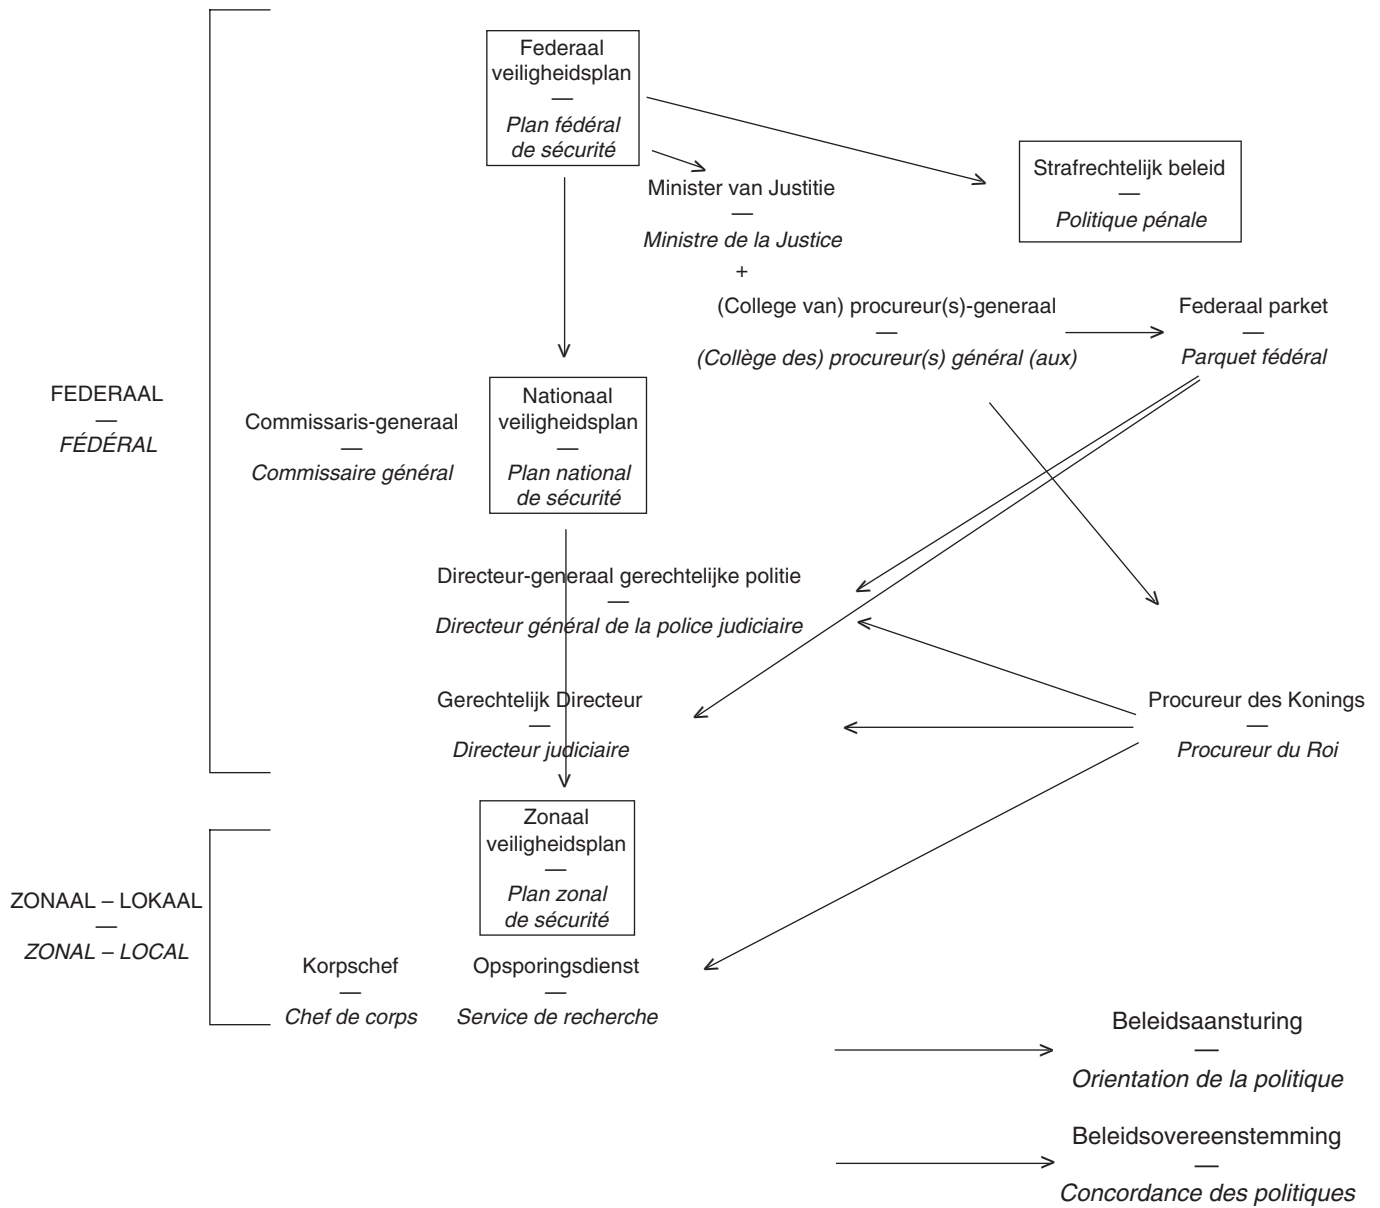 Federaal
veiligheidsplan
—
Plan fédéral
de sécurité
Strafrechtelijk beleid
—
Politique pénale
Minister van Justitie
—
Ministre de la Justice
+
(College van) procureur(s)-generaal
—
(Collège des) procureur(s) général (aux)
Federaal parket
—
Parquet fédéral
FEDERAAL
—
FÉDÉRAL
Commissaris-generaal
—
Commissaire général
Nationaal
veiligheidsplan
—
Plan national
de sécurité
Directeur-generaal gerechtelijke politie
—
Directeur général de la police judiciaire
Gerechtelijk Directeur
—
Directeur judiciaire
Procureur des Konings
—
Procureur du Roi
Zonaal
veiligheidsplan
—
Plan zonal
de sécurité
ZONAAL – LOKAAL
—
ZONAL – LOCAL
Korpschef
—
Chef de corps
Opsporingsdienst
—
Service de recherche
Beleidsaansturing
—
Orientation de la politique
Beleidsovereenstemming
—
Concordance des politiques